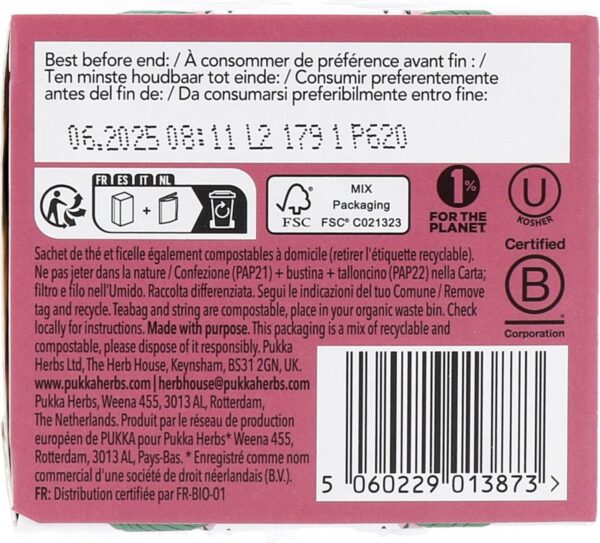 Best before end: / À consommer de préférence avant fin : /
Ten minste houdbaar tot einde: / Consumir preferentemente
antes del fin de: / Da consumarsi preferibilmente entro fine:
06.2025 08:11 L2 179 1 P620
FR ES IT NL
+
FSC
MIX
Packaging
FSC® C021323
1%
FOR THE
PLANET
U
KOSHER
Certified
B
Corporation
Sachet de thé et ficelle également compostables à domicile (retirer l'étiquette recyclable).
Ne pas jeter dans la nature / Confezione (PAP21) + bustina + talloncino (PAP22) nella Carta;
filtro e filo nell'Umido. Raccolta differenziata. Segui le indicazioni del tuo Comune / Remove
tag and recycle. Teabag and string are compostable, place in your organic waste bin. Check
locally for instructions. Made with purpose. This packaging is a mix of recyclable and
compostable, please dispose of it responsibly. Pukka
Herbs Ltd, The Herb House, Keynsham, BS31 2GN, UK.
www.pukkaherbs.com | herbhouse@pukkaherbs.com
Pukka Herbs, Weena 455, 3013 AL, Rotterdam,
The Netherlands. Produit par le réseau de production
européen de PUKKA pour Pukka Herbs* Weena 455,
Rotterdam, 3013 AL, Pays-Bas. * Enregistré comme nom
commercial d'une société de droit néerlandais (B.V.).
FR: Distribution certifiée par FR-BIO-01
5 060229 013873 >